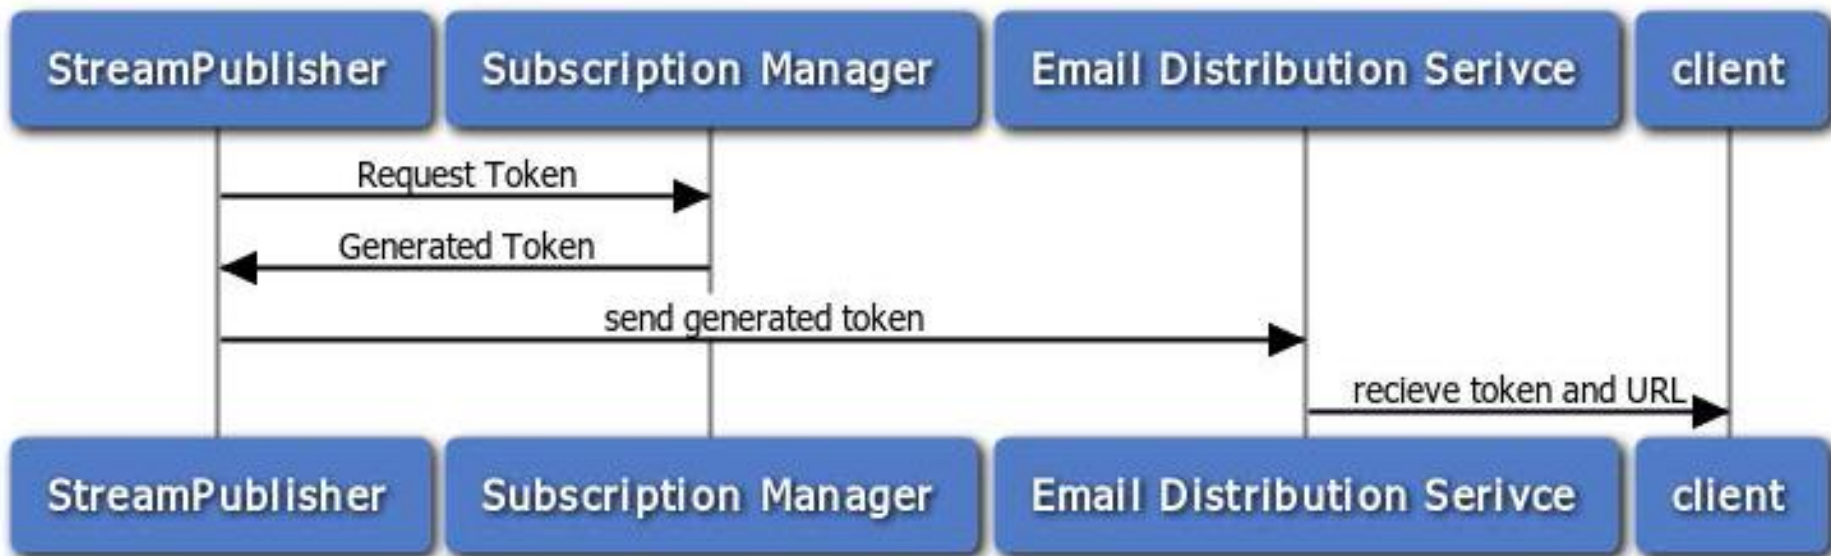 StreamPublisher
Subscription Manager
Email Distribution Serivce
client
Request Token
Generated Token
send generated token
recieve token and URL
StreamPublisher
Subscription Manager
Email Distribution Serivce
client